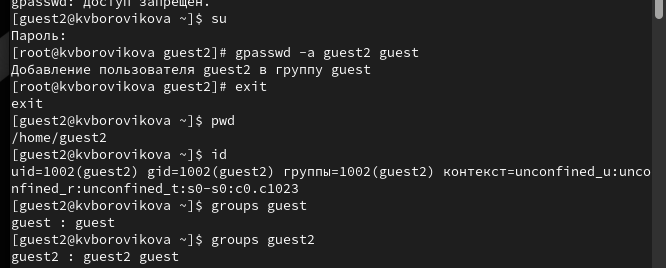 gpasswd: Доступ запрещен.
[guest2@kvborovikova ~]$ su
Пароль:
[root@kvborovikova guest2]# gpasswd -a guest2 guest
Добавление пользователя guest2 в группу guest
[root@kvborovikova guest2]# exit
exit
[guest2@kvborovikova ~]$ pwd
/home/guest2
[guest2@kvborovikova ~]$ id
uid=1002(guest2) gid=1002(guest2) группы=1002(guest2) контекст=unconfined_u:unco
nfined_r:unconfined_t:s0-s0:c0.c1023
[guest2@kvborovikova ~]$ groups guest
guest : guest
[guest2@kvborovikova ~]$ groups guest2
guest2 : guest2 guest